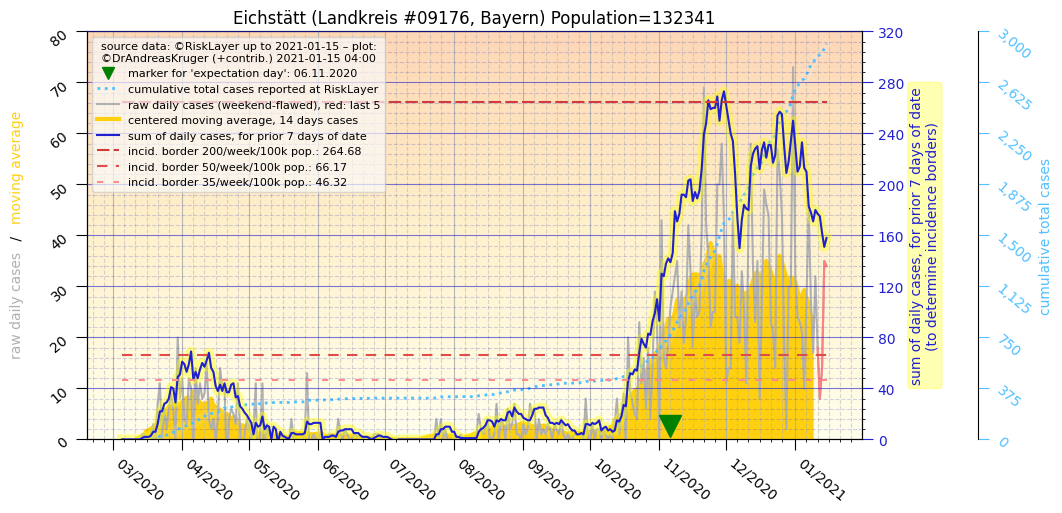 Eichstätt (Landkreis #09176, Bayern) Population=132341
source data: ©RiskLayer up to 2021-01-15 – plot:
©DrAndreasKruger (+contrib.) 2021-01-15 04:00
marker for 'expectation day': 06.11.2020
cumulative total cases reported at RiskLayer
raw daily cases (weekend-flawed), red: last 5
centered moving average, 14 days cases
sum of daily cases, for prior 7 days of date
incid. border 200/week/100k pop.: 264.68
incid. border 50/week/100k pop.: 66.17
incid. border 35/week/100k pop.: 46.32
raw daily cases / moving average
80
70
60
50
40
30
20
10
0
320
280
240
200
160
120
80
40
0
sum of daily cases, for prior 7 days of date
(to determine incidence borders)
3,000
2,625
2,250
1,875
1,500
1,125
750
375
0
cumulative total cases
03/2020
04/2020
05/2020
06/2020
07/2020
08/2020
09/2020
10/2020
11/2020
12/2020
01/2021